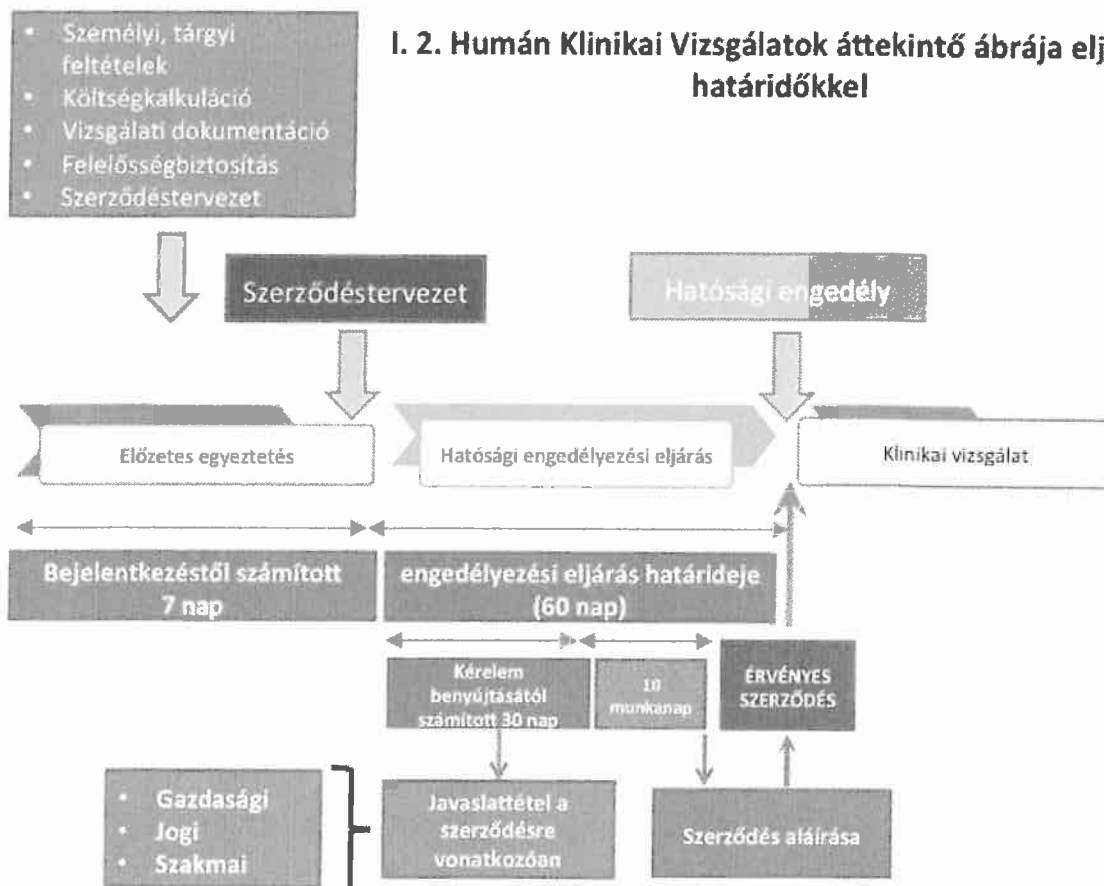 I. 2. Humán Klinikai Vizsgálatok áttekintő ábrája elj
határidőkkel
• Személyi, tárgyi
feltételek
• Költségkalkuláció
• Vizsgálati dokumentáció
• Felelősségbiztosítás
• Szerződéstervezet
Szerződéstervezet
Hatósági engedély
Előzetes egyeztetés
Hatósági engedélyezési eljárás
Klinikai vizsgálat
Bejelentkezéstől számított
7 nap
engedélyezési eljárás határideje
(60 nap)
Kérelem
benyújtásától
számított 30 nap
10
munkanap
ÉRVÉNYES
SZERZŐDÉS
• Gazdasági
• Jogi
• Szakmai
Javaslattétel a
szerződésre
vonatkozóan
Szerződés aláírása